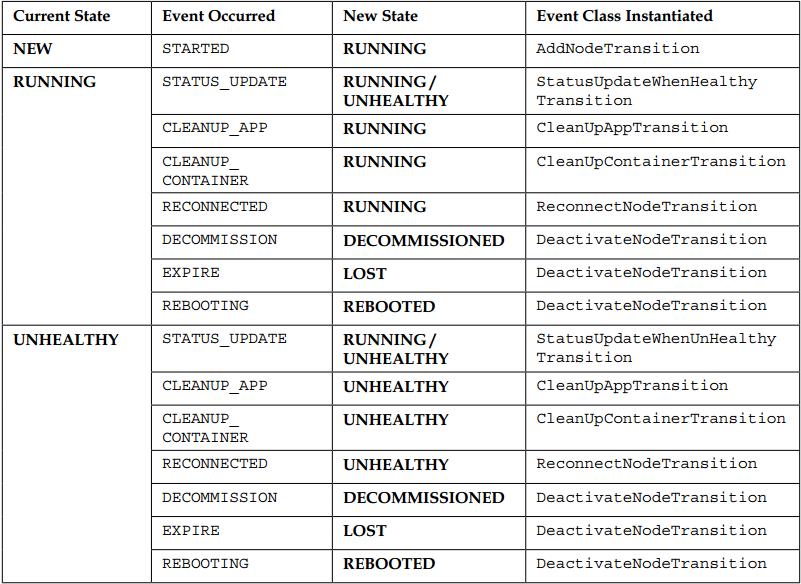 Current State Event Occurred New State Event Class Instantiated
NEW STARTED RUNNING AddNodeTransition
RUNNING STATUS_UPDATE RUNNING / StatusUpdateWhenHealthy
UNHEALTHY Transition
CLEANUP_APP RUNNING CleanUpAppTransition
CLEANUP_ RUNNING CleanUpContainerTransition
CONTAINER
RECONNECTED RUNNING ReconnectNodeTransition
DECOMMISSION DECOMMISSIONED DeactivateNodeTransition
EXPIRE LOST DeactivateNodeTransition
REBOOTING REBOOTED DeactivateNodeTransition
UNHEALTHY STATUS_UPDATE RUNNING / StatusUpdateWhenUnHealthy
UNHEALTHY Transition
CLEANUP_APP UNHEALTHY CleanUpAppTransition
CLEANUP_ UNHEALTHY CleanUpContainerTransition
CONTAINER
RECONNECTED UNHEALTHY ReconnectNodeTransition
DECOMMISSION DECOMMISSIONED DeactivateNodeTransition
EXPIRE LOST DeactivateNodeTransition
REBOOTING REBOOTED DeactivateNodeTransition